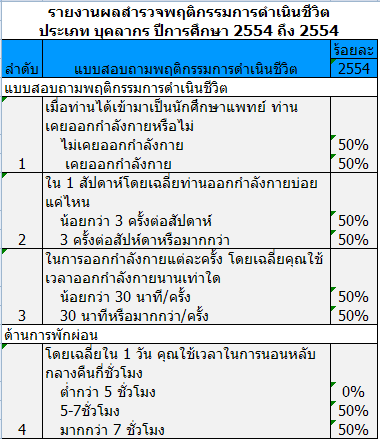 รายงานผลสำรวจพฤติกรรมการดำเนินชีวิต
ประเภท บุคลากร ปีการศึกษา 2554 ถึง 2554
ร้อยละ
ลำดับ แบบสอบถามพฤติกรรมการดำเนินชีวิต 2554
แบบสอบถามพฤติกรรมการดำเนินชีวิต
เมื่อท่านได้เข้ามาเป็นนักศึกษาแพทย์ ท่าน
เคยออกกำลังกายหรือไม่
ไม่เคยออกกำลังกาย 50%
1 เคยออกกำลังกาย 50%
ใน 1 สัปดาห์โดยเฉลี่ยท่านออกกำลังกายบ่อย
แค่ไหน
น้อยกว่า 3 ครั้งต่อสัปดาห์ 50%
2 3 ครั้งต่อสัปห์ดาหรือมากกว่า 50%
ในการออกกำลังกายแต่ละครั้ง โดยเฉลี่ยคุณใช้
เวลาออกกำลังกายนานเท่าใด
น้อยกว่า 30 นาที/ครั้ง 50%
3 30 นาทีหรือมากกว่า/ครั้ง 50%
ด้านการพักผ่อน
โดยเฉลี่ยใน 1 วัน คุณใช้เวลาในการนอนหลับ
กลางคืนกี่ชั่วโมง
ต่ำกว่า 5 ชั่วโมง 0%
5-7ชั่วโมง 50%
4 มากกว่า 7 ชั่วโมง 50%